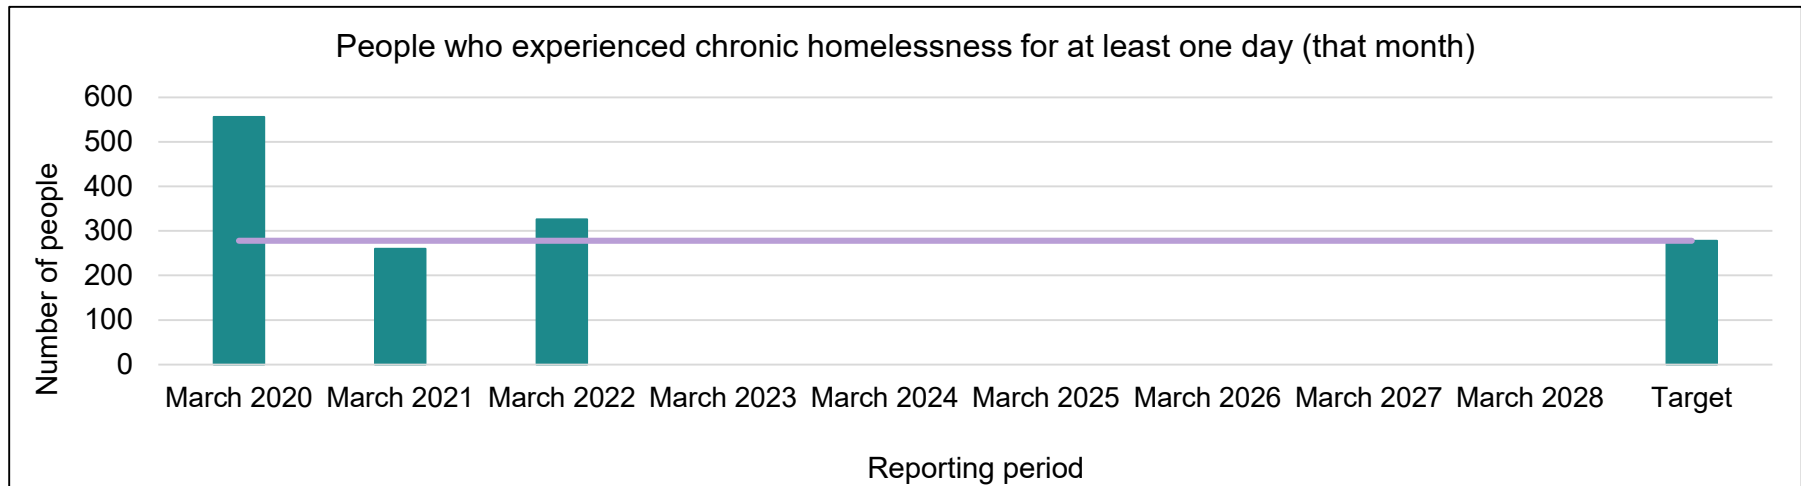 People who experienced chronic homelessness for at least one day (that month)
Number of people
600
500
400
300
200
100
0
March 2020 March 2021 March 2022 March 2023 March 2024 March 2025 March 2026 March 2027 March 2028 Target
Reporting period